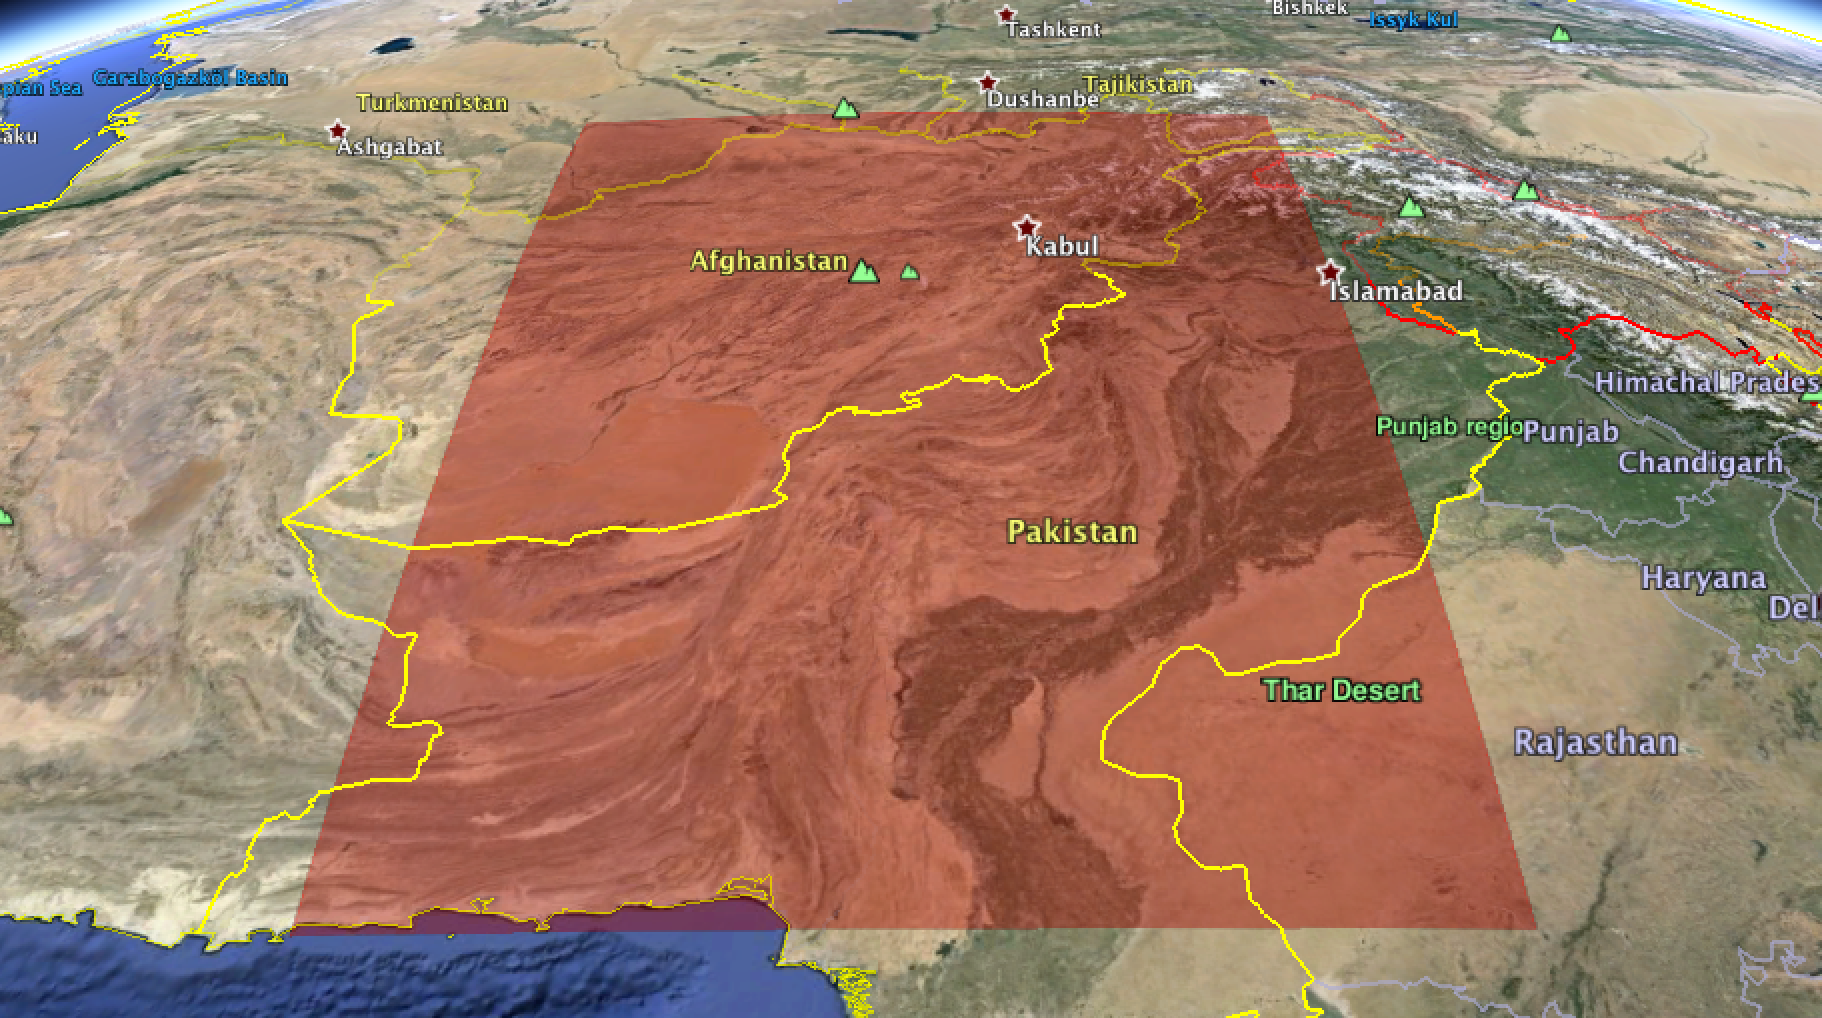 Bishkek
Issyk Kul
Tashkent
Garabogazköl Basin
pian Sea
Turkmenistan
Dushanbe
Tajikistan
aku
Ashgabat
Kabul
Afghanistan
Islamabad
Himachal Prades
Punjab regio
Punjab
Chandigarh
Pakistan
Haryana
Del
Thar Desert
Rajasthan